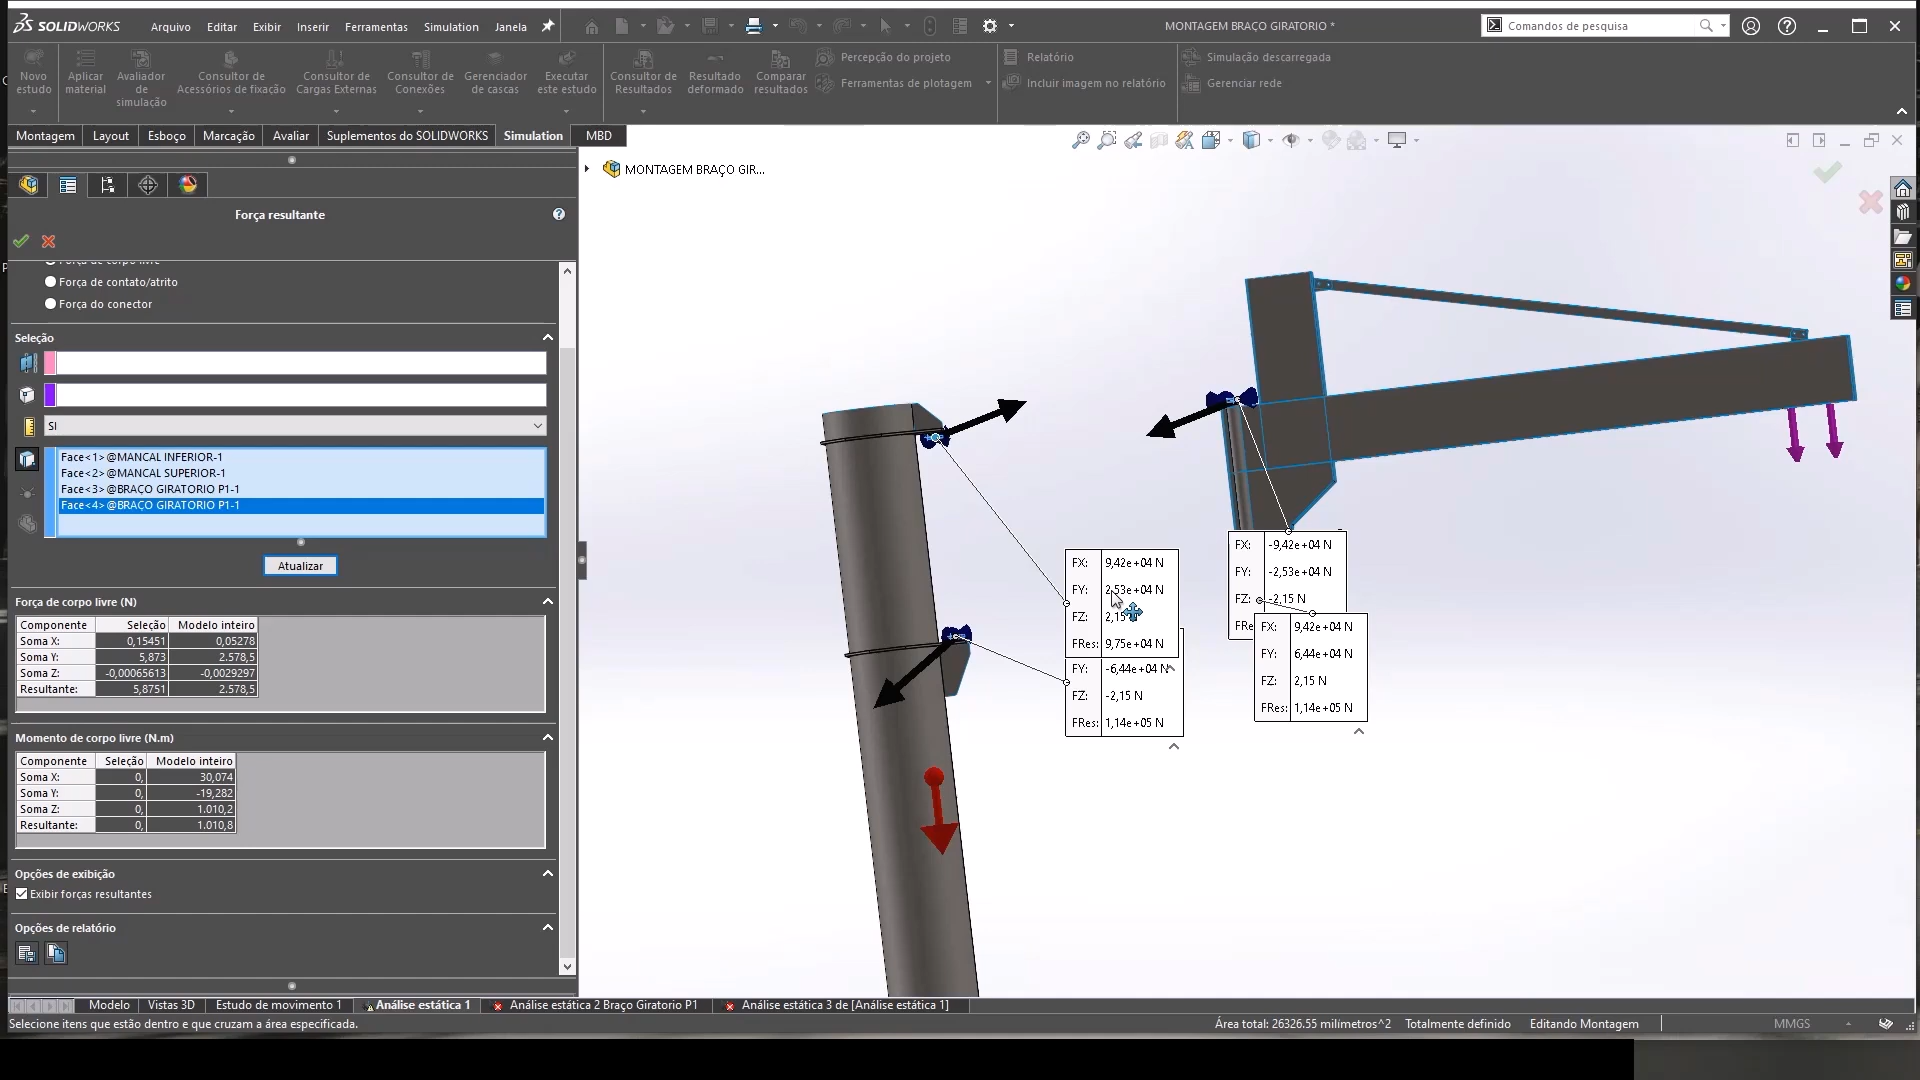 SOLIDWORKS Arquivo Editar Exibir Inserir Ferramentas Simulation Janela MONTAGEM BRAÇO GIRATORIO * Comandos de pesquisa
Novo estudo
Aplicar material
Avaliador de simulação
Consultor de Acessórios de fixação
Consultor de Cargas Externas
Consultor de Conexões
Gerenciador de cascas
Executar este estudo
Consultor de Resultados
Resultado deformado
Comparar resultados
Percepção do projeto
Ferramentas de plotagem
Relatório
Incluir imagem no relatório
Simulação descarregada
Gerenciar rede
Montagem Layout Esboço Marcação Avaliar Suplementos do SOLIDWORKS Simulation MBD
MONTAGEM BRAÇO GIR...
Força resultante
Força de contato/atrito
Força do conector
Seleção
SI
Face<1>@MANCAL INFERIOR-1
Face<2>@MANCAL SUPERIOR-1
Face<3>@BRAÇO GIRATORIO P1-1
Face<4>@BRAÇO GIRATORIO P1-1
Atualizar
Força de corpo livre (N)
Componente Seleção Modelo inteiro
Soma X: 0,15451 0,05278
Soma Y: 5,873 2.578,5
Soma Z: -0,00065613 -0,0029297
Resultante: 5,8751 2.578,5
Momento de corpo livre (N.m)
Componente Seleção Modelo inteiro
Soma X: 0, 30,074
Soma Y: 0, -19,282
Soma Z: 0, 1.010,2
Resultante: 0, 1.010,8
Opções de exibição
Exibir forças resultantes
Opções de relatório
FX: 9,42e+04 N
FY: 2,53e+04 N
FZ: 2,15
FRes: 9,75e+04 N
FY: -6,44e+04 N
FZ: -2,15 N
FRes: 1,14e+05 N
FX: -9,42e+04 N
FY: -2,53e+04 N
FZ: -2,15 N
FRe
FX: 9,42e+04 N
FY: 6,44e+04 N
FZ: 2,15 N
FRes: 1,14e+05 N
Modelo Vistas 3D Estudo de movimento 1 Análise estática 1 Análise estática 2 Braço Giratorio P1 Análise estática 3 de [Análise estática 1]
Selecione itens que estão dentro e que cruzam a área especificada. Área total: 26326.55 milímetros^2 Totalmente definido Editando Montagem MMGS